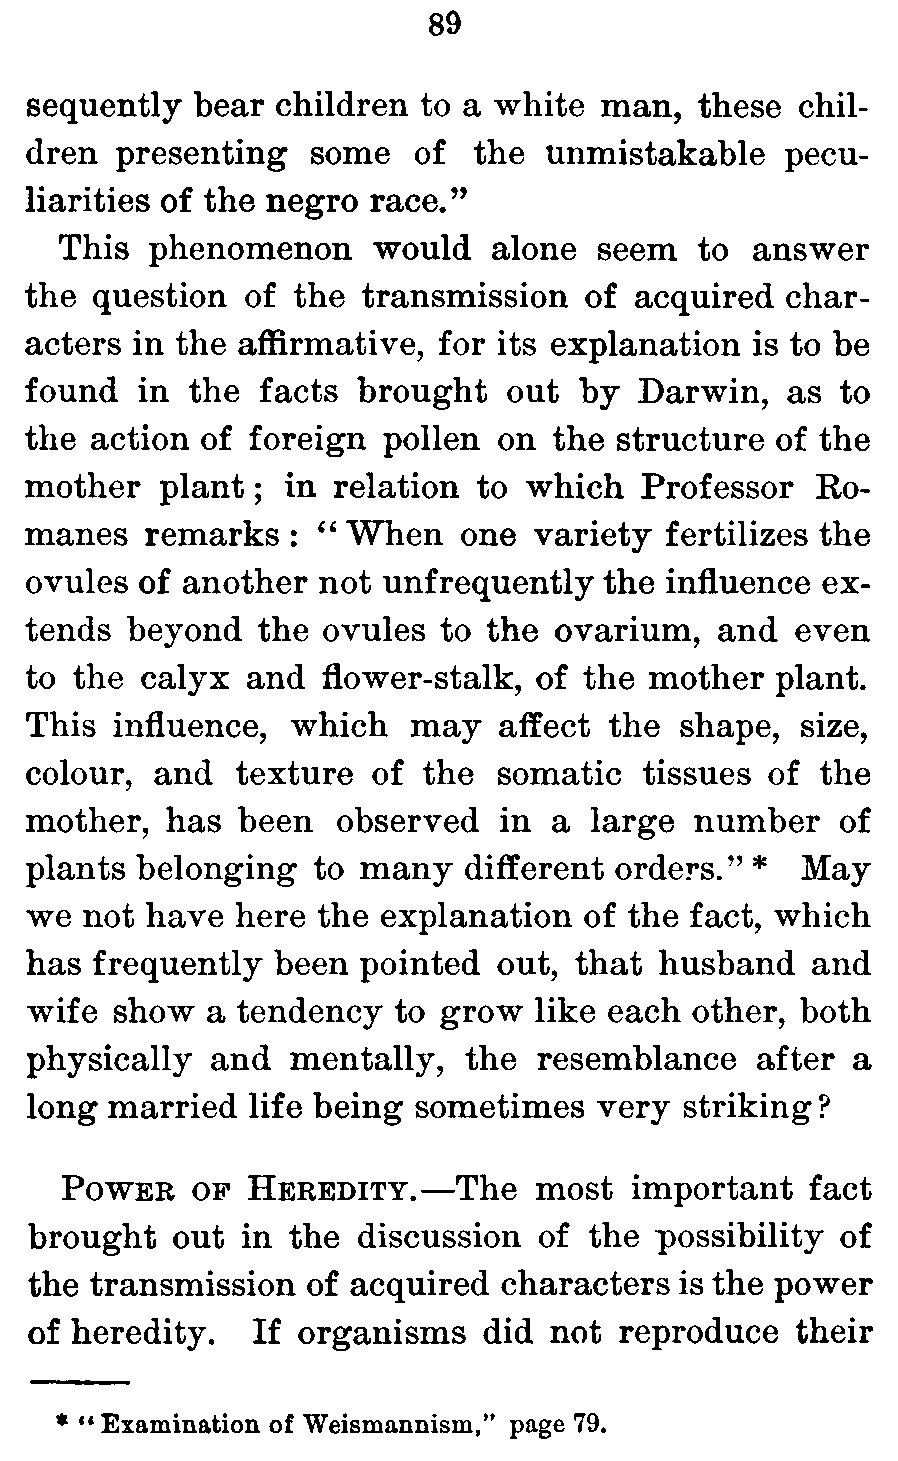 89
sequently bear children to a white man, these chil-
dren presenting some of the unmistakable pecu-
liarities of the negro race.”
This phenomenon would alone seem to answer
the question of the transmission of acquired char-
acters in the affirmative, for its explanation is to be
found in the facts brought out by Darwin, as to
the action of foreign pollen on the structure of the
mother plant; in relation to which Professor Ro-
manes remarks: “When one variety fertilizes the
ovules of another not unfrequently the influence ex-
tends beyond the ovules to the ovarium, and even
to the calyx and flower-stalk, of the mother plant.
This influence, which may affect the shape, size,
colour, and texture of the somatic tissues of the
mother, has been observed in a large number of
plants belonging to many different orders.” * May
we not have here the explanation of the fact, which
has frequently been pointed out, that husband and
wife show a tendency to grow like each other, both
physically and mentally, the resemblance after a
long married life being sometimes very striking?
POWER OF HEREDITY.—The most important fact
brought out in the discussion of the possibility of
the transmission of acquired characters is the power
of heredity. If organisms did not reproduce their
* “Examination of Weismannism,” page 79.